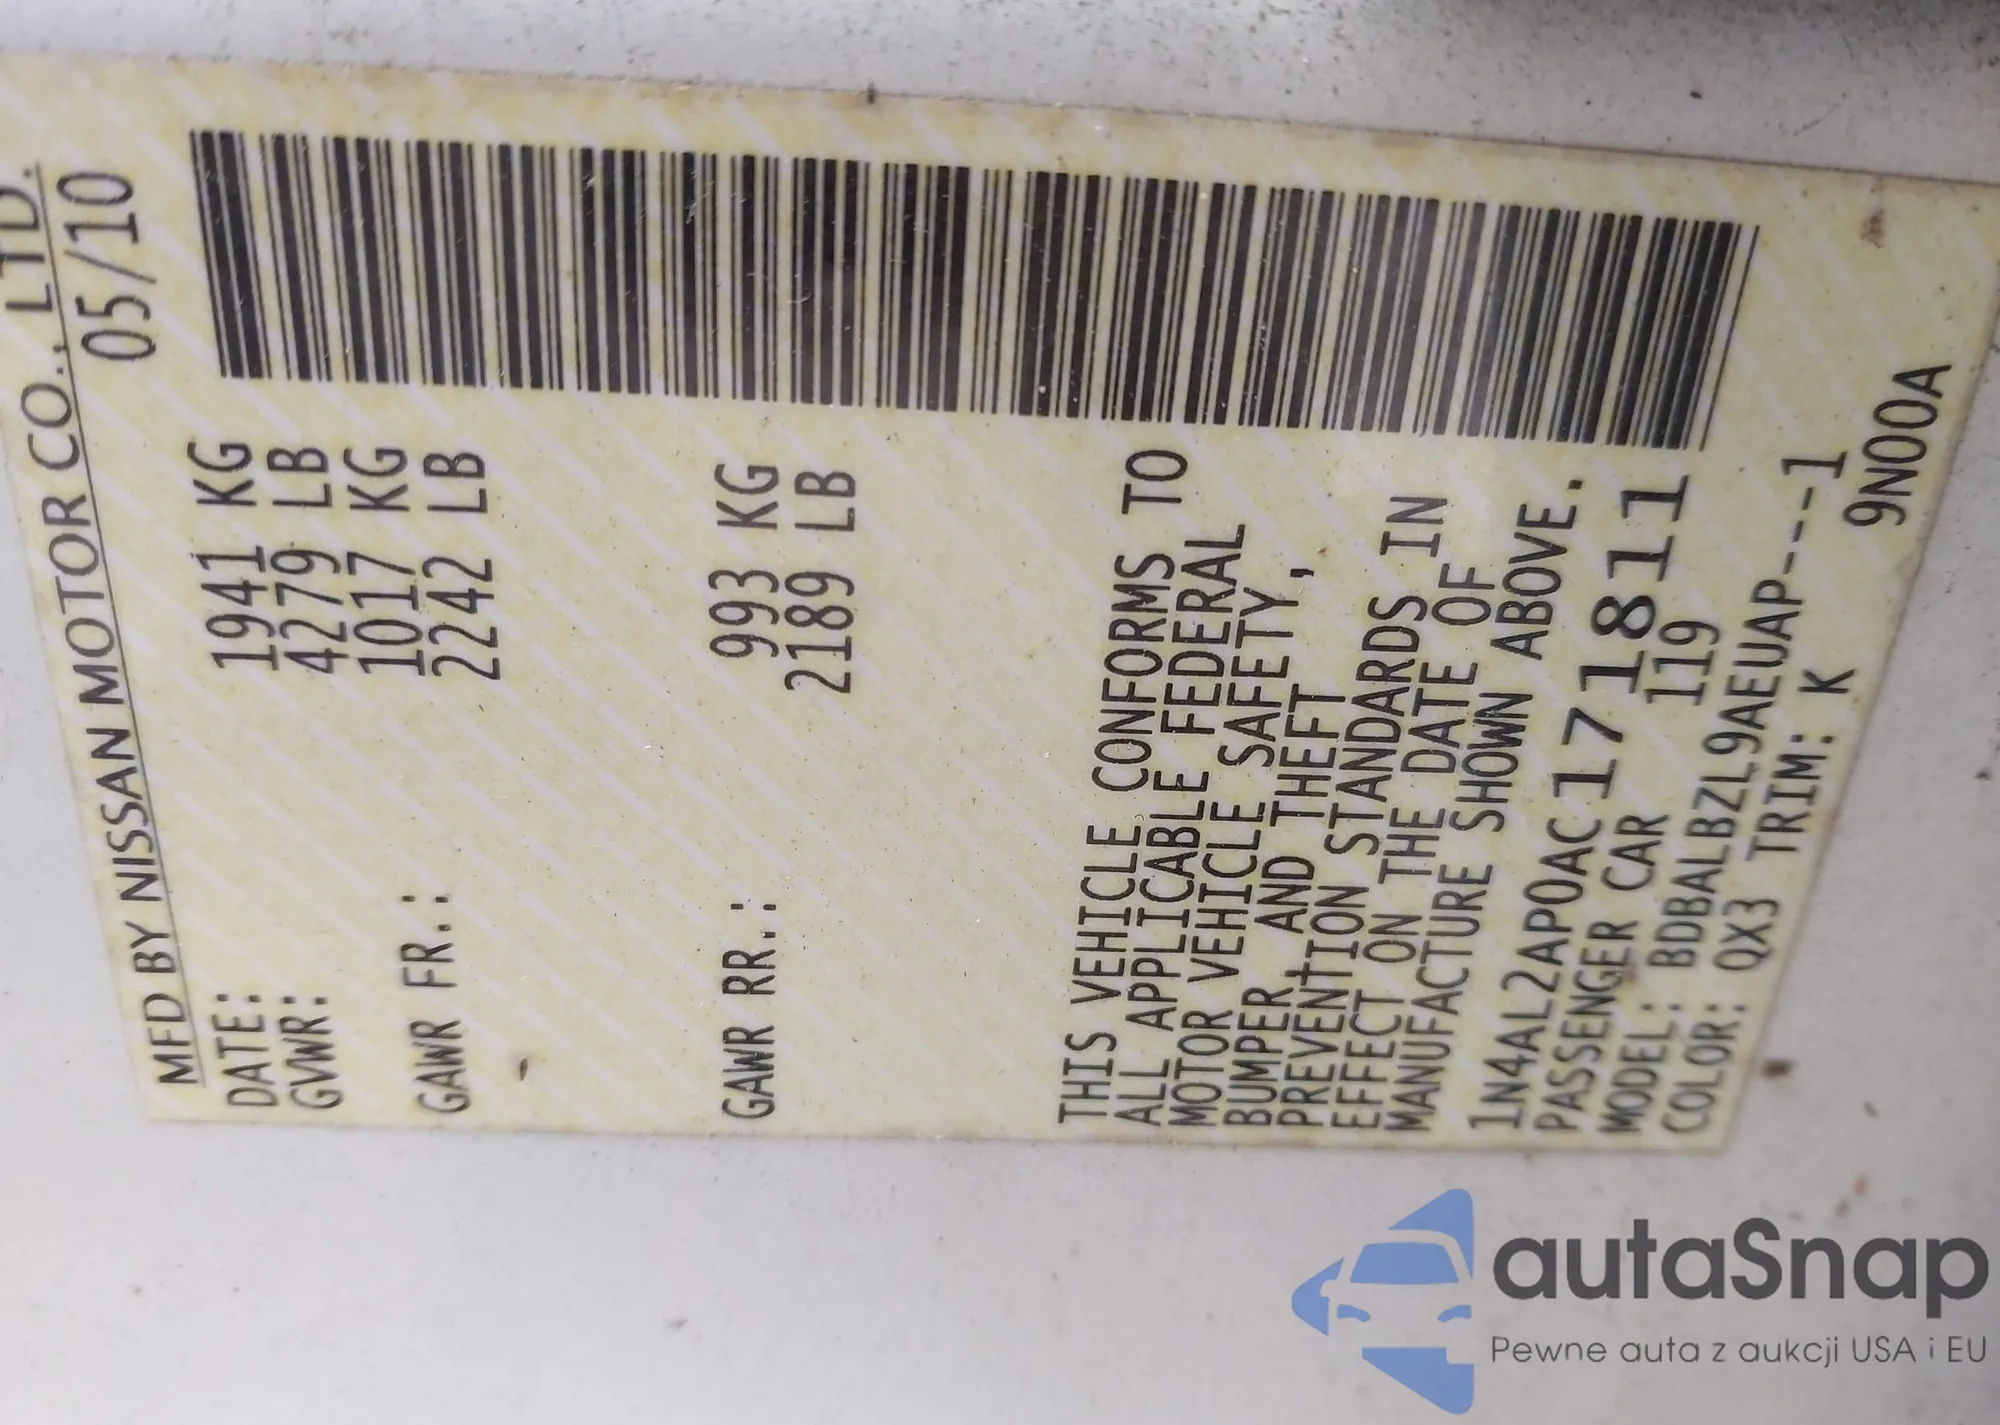 MFD BY NISSAN MOTOR CO., LTD.
DATE: 05/10
GVWR: 1941 KG
4279 LB
GAWR FR.: 1017 KG
2242 LB
GAWR RR.: 993 KG
2189 LB
THIS VEHICLE CONFORMS TO
ALL APPLICABLE FEDERAL
MOTOR VEHICLE SAFETY,
BUMPER, AND THEFT
PREVENTION STANDARDS IN
EFFECT ON THE DATE OF
MANUFACTURE SHOWN ABOVE.
1N4AL2AP0AC171811
PASSENGER CAR 119
MODEL: BDBALBZL9AEUAP----1
COLOR: QX3 TRIM: K
9N00A
autaSnap
Pewne auta z aukcji USA i EU